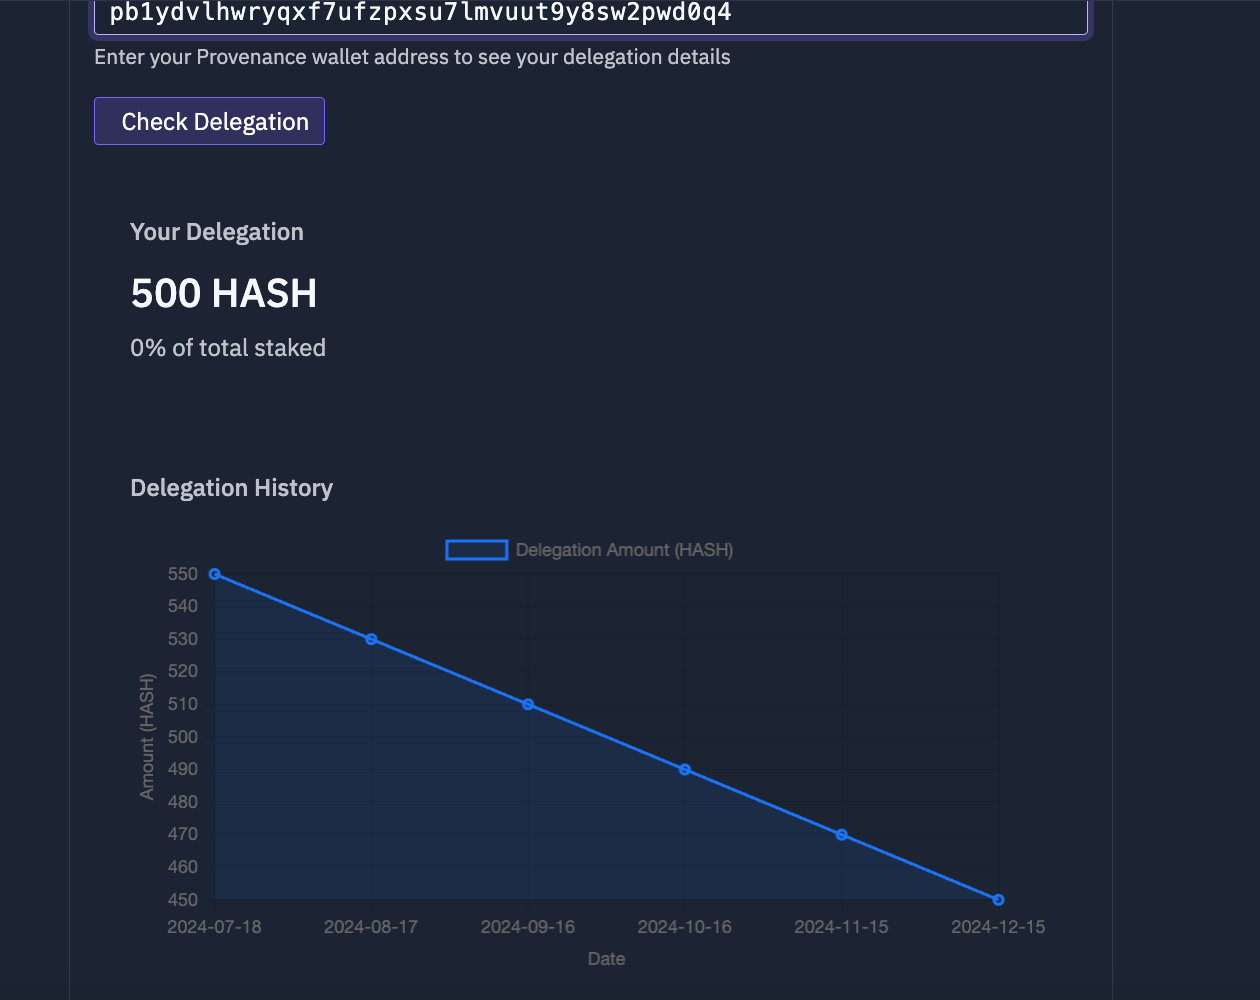 pb1ydvlhwryqxf7ufzpxsu7lmvuut9y8sw2pwd0q4
Enter your Provenance wallet address to see your delegation details
Check Delegation
Your Delegation
500 HASH
0% of total staked
Delegation History
Delegation Amount (HASH)
550
540
530
520
510
500
490
480
470
460
450
Amount (HASH)
2024-07-18 2024-08-17 2024-09-16 2024-10-16 2024-11-15 2024-12-15
Date